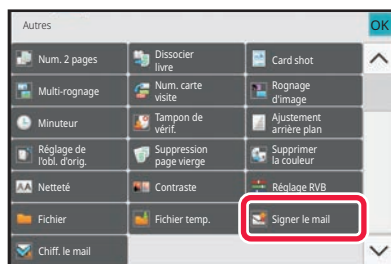 Autres
OK
Num. 2 pages
Dissocier
livre
Card shot
Multi-rognage
Num. carte
visite
Rognage
d'image
Minuteur
Tampon de
vérif.
Ajustement
arrière plan
Réglage de
l'obl. d'orig.
Suppression
page vierge
Supprimer
la couleur
AA Netteté
Contraste
Réglage RVB
Fichier
Fichier temp.
Signer le mail
Chiff. le mail